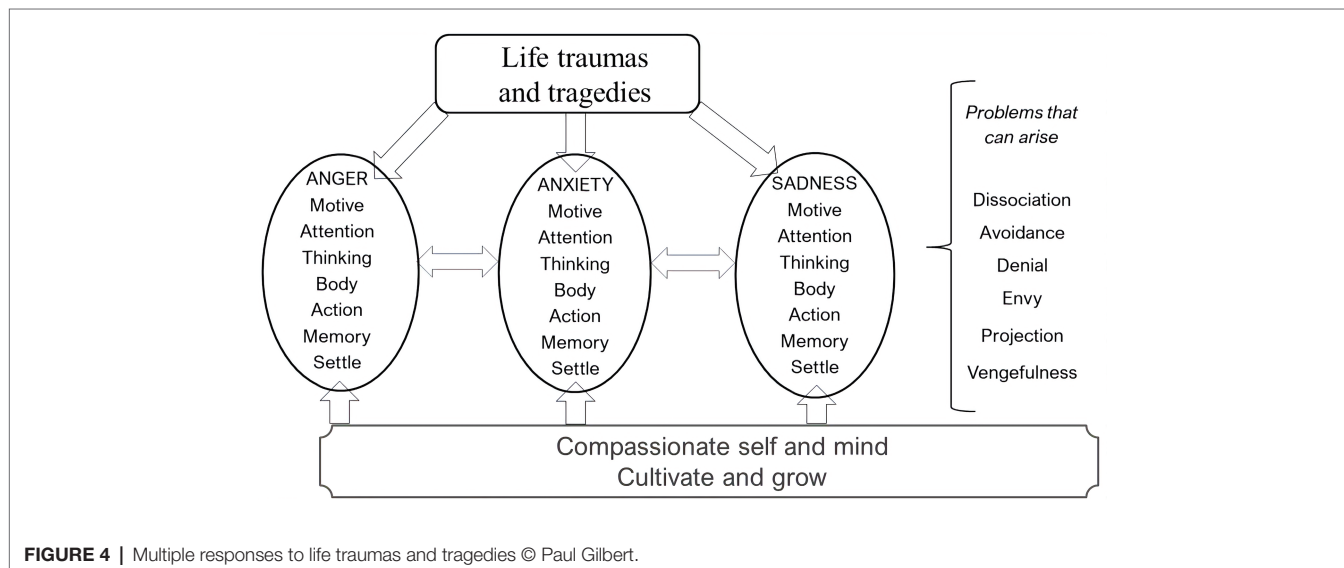 Life traumas
and tragedies
ANGER
Motive
Attention
Thinking
Body
Action
Memory
Settle
ANXIETY
Motive
Attention
Thinking
Body
Action
Memory
Settle
SADNESS
Motive
Attention
Thinking
Body
Action
Memory
Settle
Problems that
can arise
Dissociation
Avoidance
Denial
Envy
Projection
Vengefulness
Compassionate self and mind
Cultivate and grow
FIGURE 4 | Multiple responses to life traumas and tragedies © Paul Gilbert.